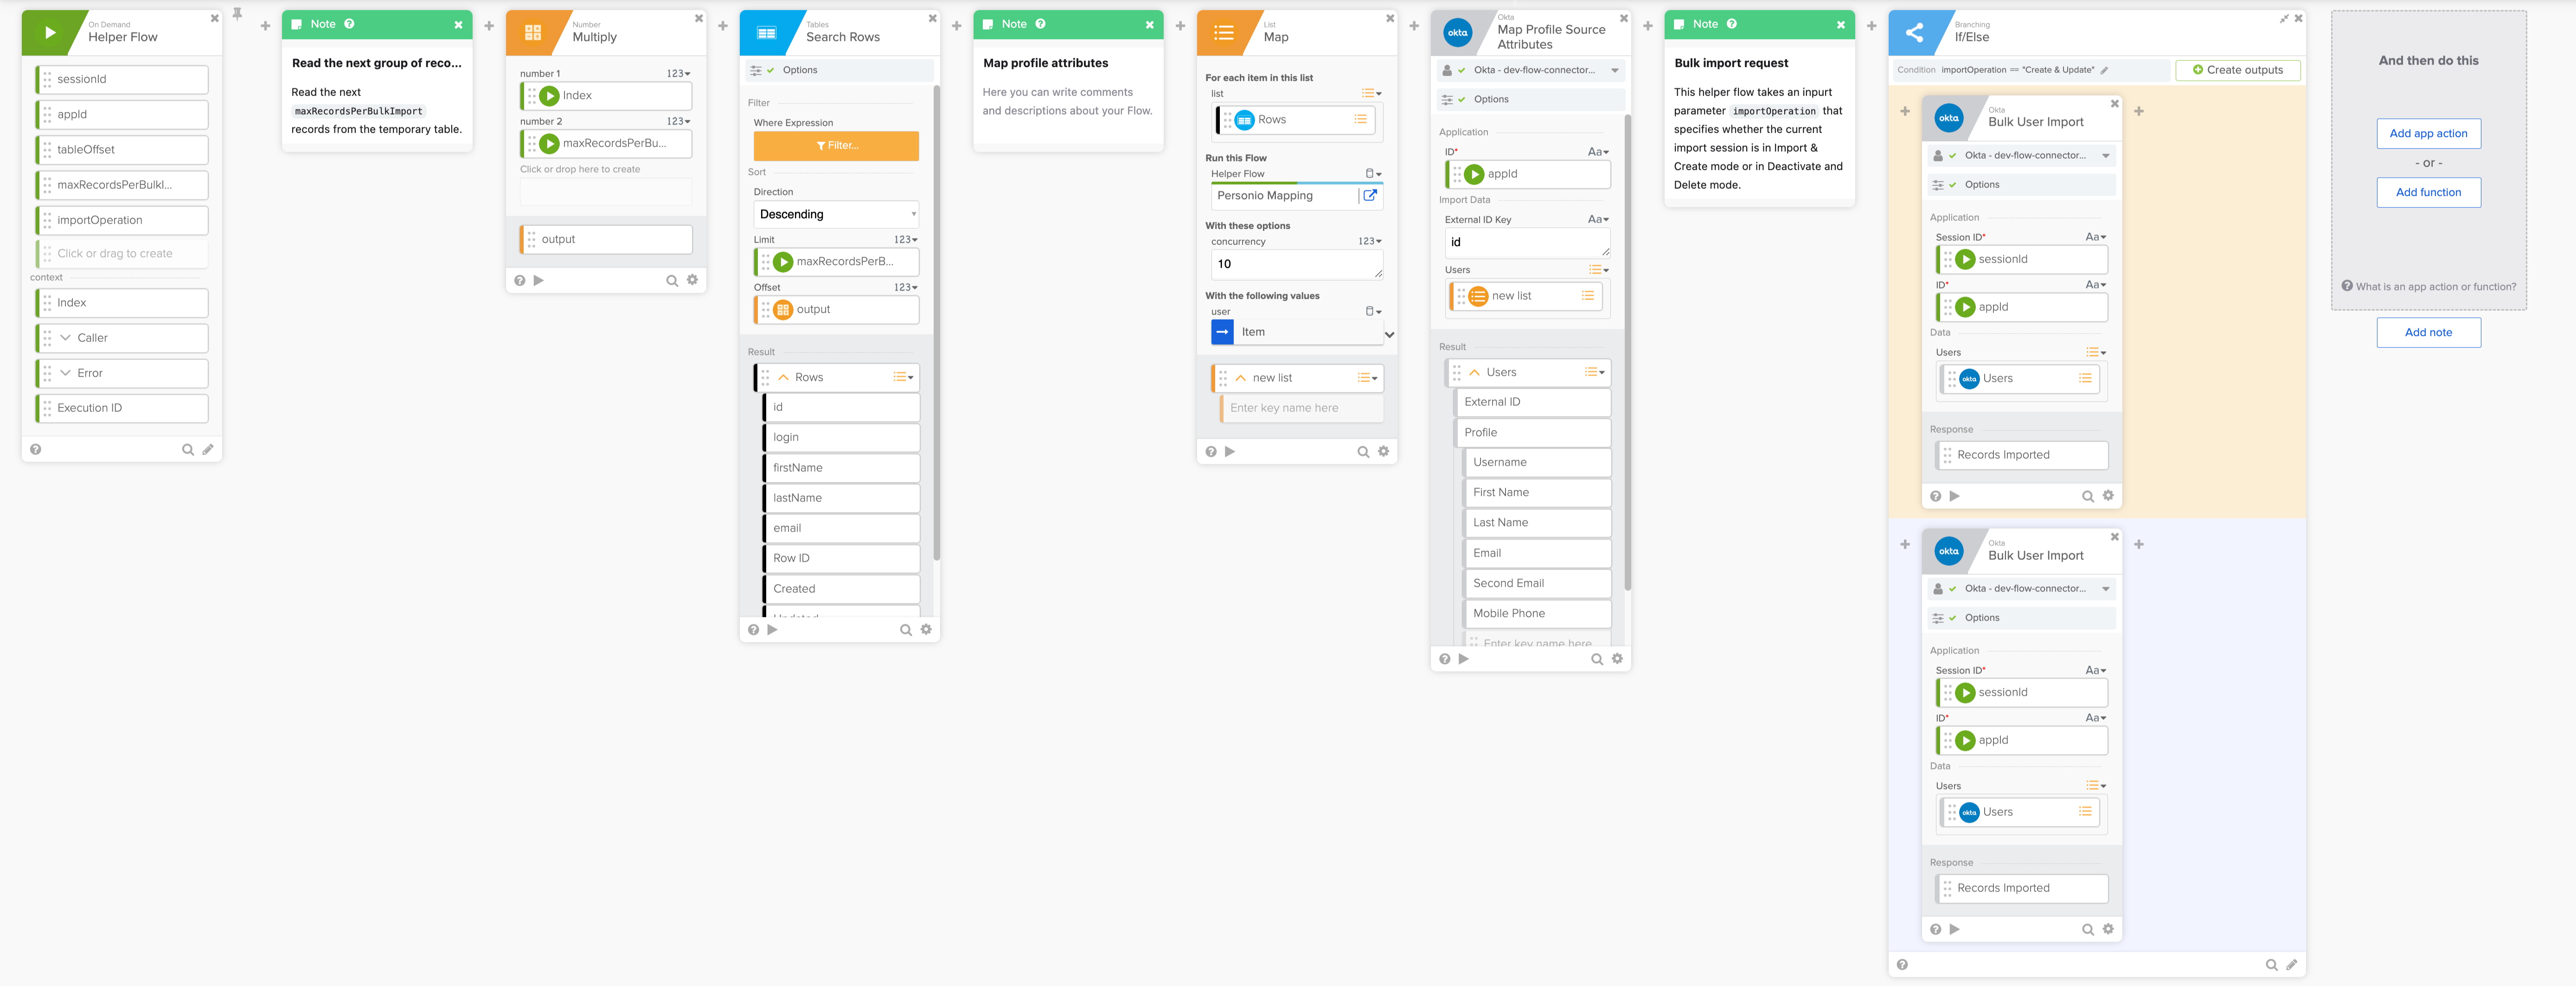 On Demand
Helper Flow
sessionId
appId
tableOffset
maxRecordsPerBulkI...
importOperation
Click or drag to create
context
Index
Caller
Error
Execution ID
Note
Read the next group of reco...
Read the next
maxRecordsPerBulkImport
records from the temporary table.
Number
Multiply
number 1
123
Index
number 2
123
maxRecordsPerBu...
Click or drop here to create
output
Tables
Search Rows
Options
Filter
Where Expression
Filter...
Sort
Direction
Descending
Limit
123
maxRecordsPerB...
Offset
123
output
Result
Rows
id
login
firstName
lastName
email
Row ID
Created
Note
Map profile attributes
Here you can write comments
and descriptions about your Flow.
List
Map
For each item in this list
list
Rows
Run this Flow
Helper Flow
Personio Mapping
With these options
concurrency
123
10
With the following values
user
Item
new list
Enter key name here
Okta
okta
Map Profile Source
Attributes
Okta - dev-flow-connector...
Options
Application
ID*
Aa
appId
Import Data
External ID Key
Aa
id
Users
new list
Result
Users
External ID
Profile
Username
First Name
Last Name
Email
Second Email
Mobile Phone
Enter key name here
Note
Bulk import request
This helper flow takes an inpurt
parameter importOperation that
specifies whether the current
import session is in Import &
Create mode or in Deactivate and
Delete mode.
Branching
If/Else
Condition importOperation == "Create & Update"
Create outputs
Okta
okta
Bulk User Import
Okta - dev-flow-connector...
Options
Application
Session ID*
Aa
sessionId
ID*
Aa
appId
Data
Users
okta
Users
Response
Records Imported
Okta
okta
Bulk User Import
Okta - dev-flow-connector...
Options
Application
Session ID*
Aa
sessionId
ID*
Aa
appId
Data
Users
okta
Users
Response
Records Imported
And then do this
Add app action
- or -
Add function
What is an app action or function?
Add note